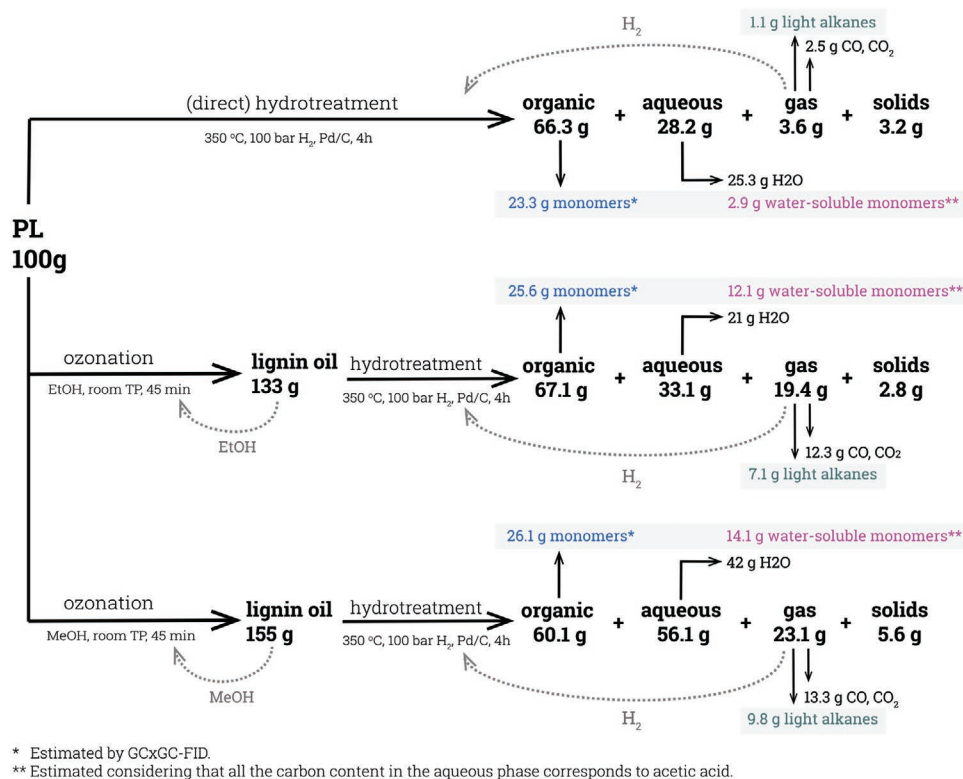 H₂
1.1 g light alkanes
2.5 g CO, CO₂
(direct) hydrotreatment
350 ºC, 100 bar H₂, Pd/C, 4h
organic + aqueous + gas + solids
66.3 g 28.2 g 3.6 g 3.2 g
25.3 g H2O
23.3 g monomers* 2.9 g water-soluble monomers**
PL
100g
25.6 g monomers* 12.1 g water-soluble monomers**
21 g H2O
ozonation
EtOH, room TP, 45 min
lignin oil
133 g
hydrotreatment
350 ºC, 100 bar H₂, Pd/C, 4h
organic + aqueous + gas + solids
67.1 g 33.1 g 19.4 g 2.8 g
EtOH
H₂
12.3 g CO, CO₂
7.1 g light alkanes
26.1 g monomers* 14.1 g water-soluble monomers**
42 g H2O
ozonation
MeOH, room TP, 45 min
lignin oil
155 g
hydrotreatment
350 ºC, 100 bar H₂, Pd/C, 4h
organic + aqueous + gas + solids
60.1 g 56.1 g 23.1 g 5.6 g
MeOH
H₂
13.3 g CO, CO₂
9.8 g light alkanes
* Estimated by GCxGC-FID.
** Estimated considering that all the carbon content in the aqueous phase corresponds to acetic acid.